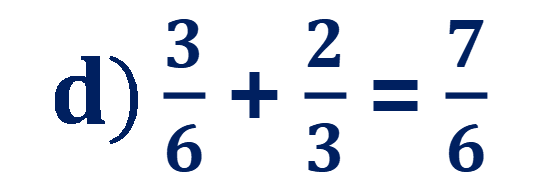 d) 3/6 + 2/3 = 7/6